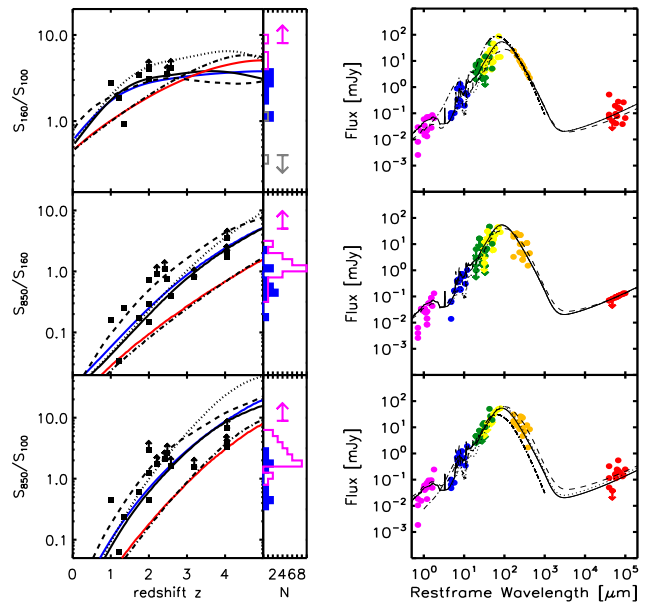 10.0
1.0
S160/S100
10.0
1.0
0.1
S850/S160
10.0
1.0
0.1
S850/S100
0 1 2 3 4
2468
redshift z
N
10²
10¹
10⁰
10⁻¹
10⁻²
10⁻³
Flux [mJy]
10²
10¹
10⁰
10⁻¹
10⁻²
10⁻³
Flux [mJy]
10²
10¹
10⁰
10⁻¹
10⁻²
10⁻³
Flux [mJy]
10⁰ 10¹ 10² 10³ 10⁴ 10⁵
Restframe Wavelength [μm]